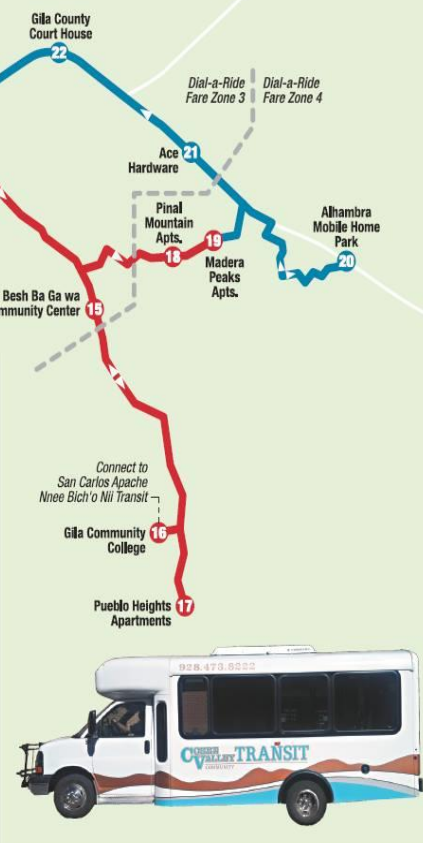 Gila County
Court House
22
Dial-a-Ride
Fare Zone 3
Dial-a-Ride
Fare Zone 4
Ace
Hardware
21
Pinal
Mountain
Apts.
18
19
Madera
Peaks
Apts.
Alhambra
Mobile Home
Park
20
Besh Ba Ga wa
mmunity Center
15
Connect to
San Carlos Apache
Nnee Bich'o Nii Transit
Gila Community
College
16
Pueblo Heights
Apartments
17
928.473.8222
COBRE
VALLEY TRANSIT
COMMUNITY